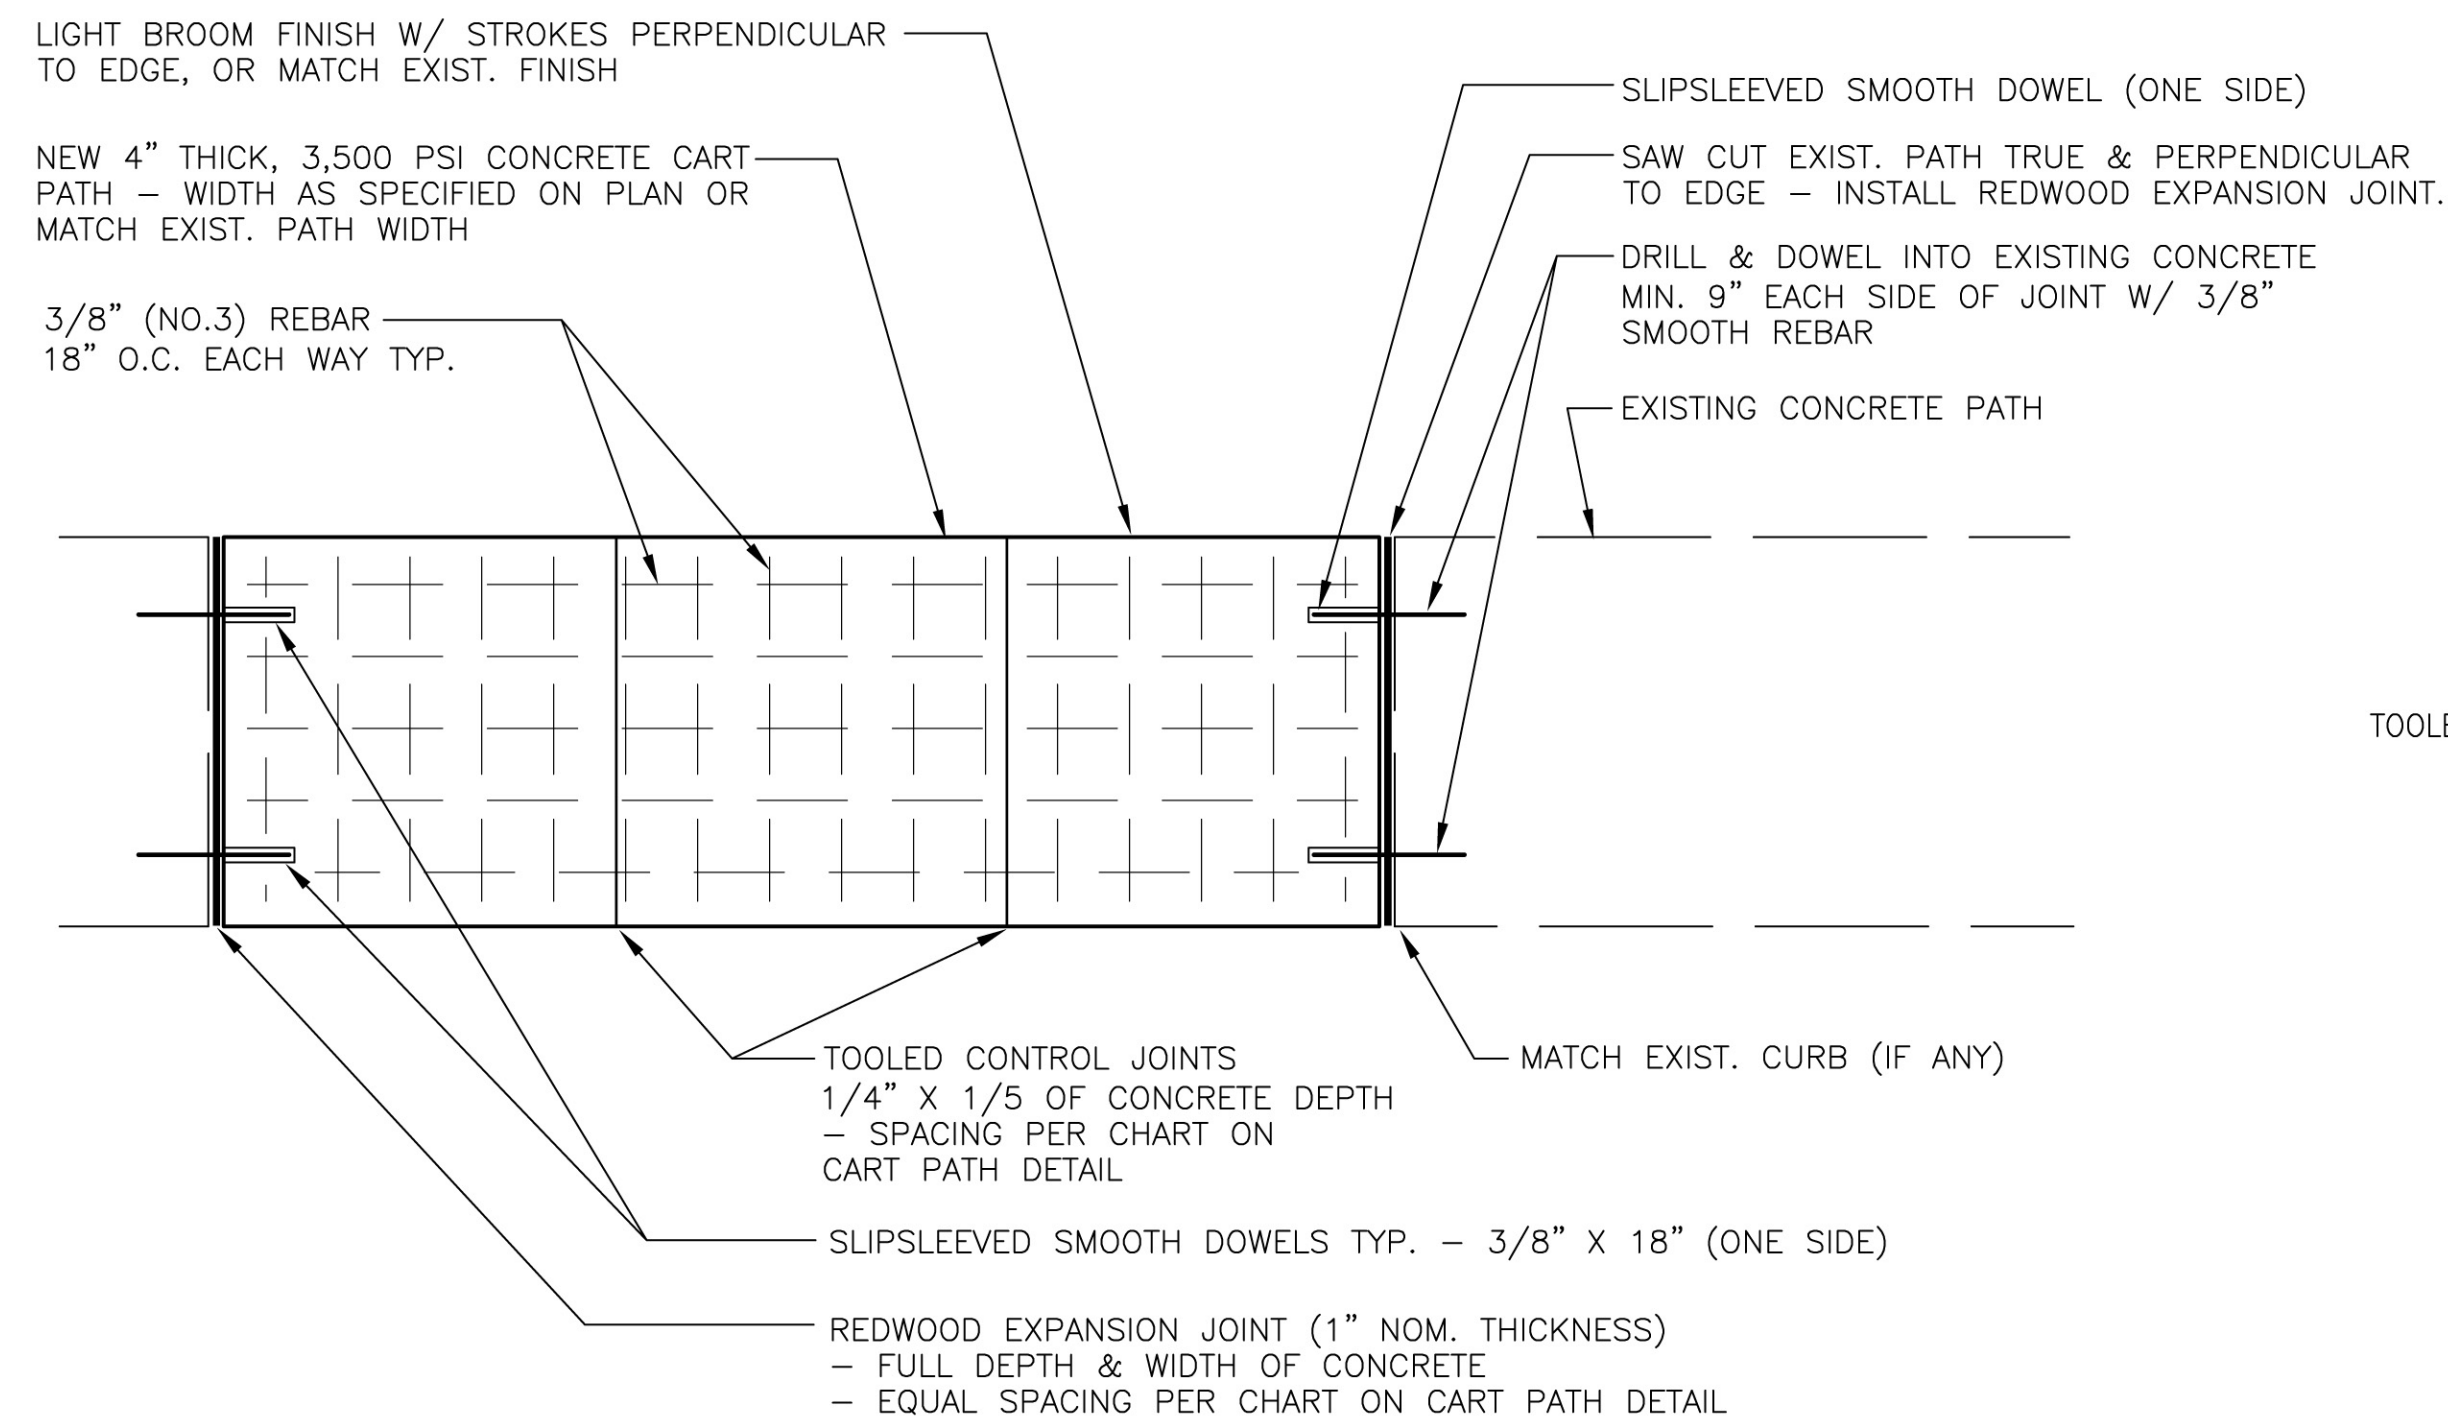 LIGHT BROOM FINISH W/ STROKES PERPENDICULAR
TO EDGE, OR MATCH EXIST. FINISH
NEW 4” THICK, 3,500 PSI CONCRETE CART
PATH – WIDTH AS SPECIFIED ON PLAN OR
MATCH EXIST. PATH WIDTH
3/8” (NO.3) REBAR
18” O.C. EACH WAY TYP.
SLIPSLEEVED SMOOTH DOWEL (ONE SIDE)
SAW CUT EXIST. PATH TRUE & PERPENDICULAR
TO EDGE – INSTALL REDWOOD EXPANSION JOINT.
DRILL & DOWEL INTO EXISTING CONCRETE
MIN. 9” EACH SIDE OF JOINT W/ 3/8”
SMOOTH REBAR
EXISTING CONCRETE PATH
TOOLED CONTROL JOINTS
1/4” X 1/5 OF CONCRETE DEPTH
– SPACING PER CHART ON
CART PATH DETAIL
MATCH EXIST. CURB (IF ANY)
SLIPSLEEVED SMOOTH DOWELS TYP. – 3/8” X 18” (ONE SIDE)
REDWOOD EXPANSION JOINT (1” NOM. THICKNESS)
– FULL DEPTH & WIDTH OF CONCRETE
– EQUAL SPACING PER CHART ON CART PATH DETAIL